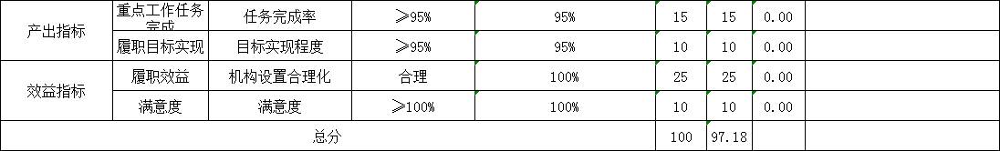 产出指标 重点工作任务完成 任务完成率 ≥95% 95% 15 15 0.00
履职目标实现 目标实现程度 ≥95% 95% 10 10 0.00
效益指标 履职效益 机构设置合理化 合理 100% 25 25 0.00
满意度 满意度 ≥100% 100% 10 10 0.00
总分 100 97.18